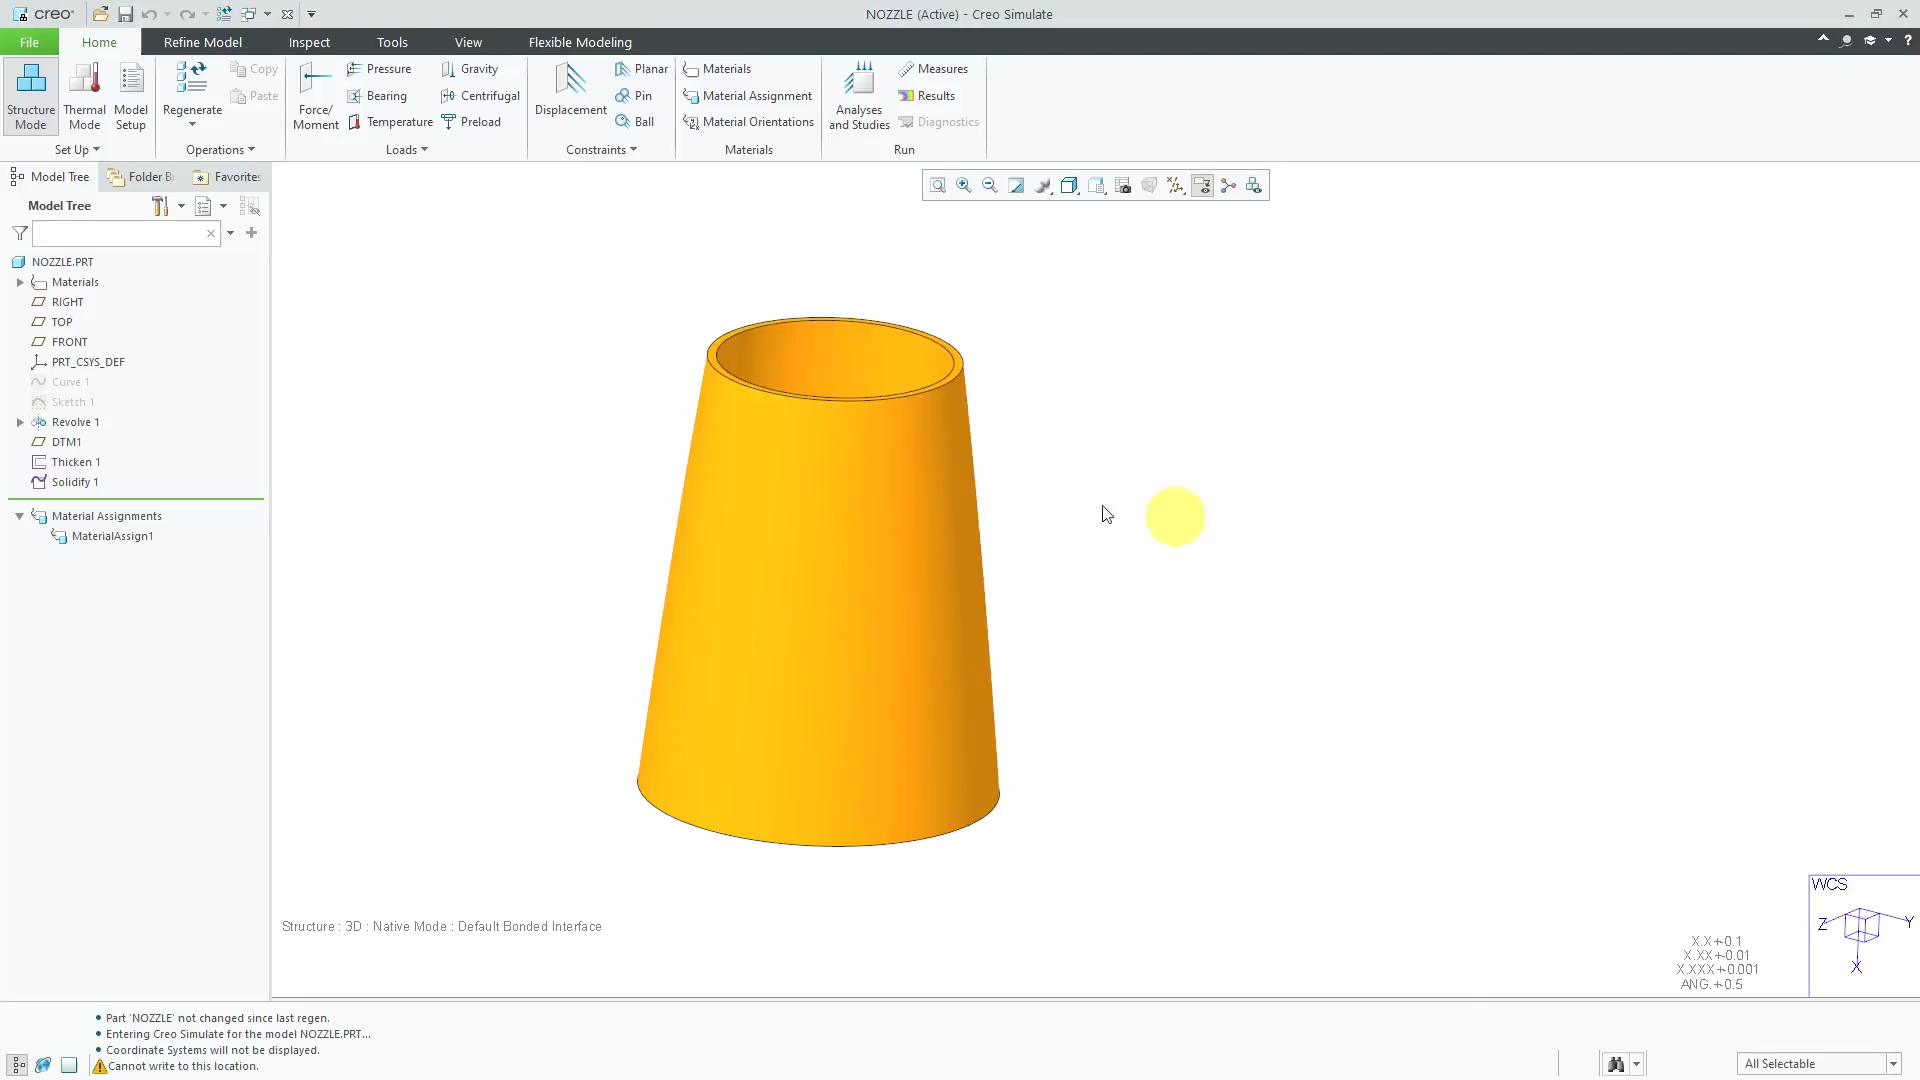 creo
NOZZLE (Active) - Creo Simulate
File Home Refine Model Inspect Tools View Flexible Modeling
Structure Mode
Thermal Mode
Model Setup
Set Up
Regenerate
Copy
Paste
Operations
Force/ Moment
Pressure
Bearing
Temperature
Gravity
Centrifugal
Preload
Loads
Displacement
Planar
Pin
Ball
Constraints
Materials
Material Assignment
Material Orientations
Materials
Analyses and Studies
Measures
Results
Diagnostics
Run
Model Tree Folder B Favorites
Model Tree
NOZZLE.PRT
Materials
RIGHT
TOP
FRONT
PRT_CSYS_DEF
Curve 1
Sketch 1
Revolve 1
DTM1
Thicken 1
Solidify 1
Material Assignments
MaterialAssign1
Structure : 3D : Native Mode : Default Bonded Interface
WCS
Z
Y
X
X.X+-0.1
X.XX+-0.01
X.XXX+-0.001
ANG.+-0.5
Part 'NOZZLE' not changed since last regen.
Entering Creo Simulate for the model NOZZLE.PRT...
Coordinate Systems will not be displayed.
Cannot write to this location.
All Selectable